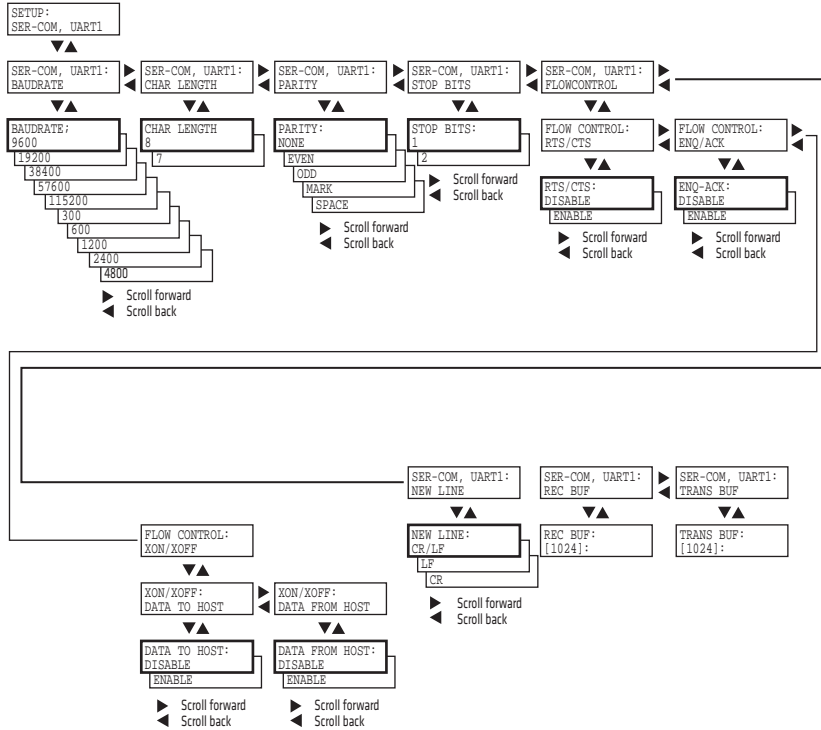 SETUP:
SER-COM, UART1
SER-COM, UART1:
BAUDRATE
SER-COM, UART1:
CHAR LENGTH
SER-COM, UART1:
PARITY
SER-COM, UART1:
STOP BITS
SER-COM, UART1:
FLOWCONTROL
BAUDRATE;
9600
19200
38400
57600
115200
300
600
1200
2400
4800
Scroll forward
Scroll back
CHAR LENGTH
8
7
PARITY:
NONE
EVEN
ODD
MARK
SPACE
Scroll forward
Scroll back
STOP BITS:
1
2
Scroll forward
Scroll back
FLOW CONTROL:
RTS/CTS
RTS/CTS:
DISABLE
ENABLE
Scroll forward
Scroll back
FLOW CONTROL:
ENQ/ACK
ENQ-ACK:
DISABLE
ENABLE
Scroll forward
Scroll back
SER-COM, UART1:
NEW LINE
SER-COM, UART1:
REC BUF
SER-COM, UART1:
TRANS BUF
NEW LINE:
CR/LF
LF
CR
Scroll forward
Scroll back
REC BUF:
[1024]:
TRANS BUF:
[1024]:
FLOW CONTROL:
XON/XOFF
XON/XOFF:
DATA TO HOST
XON/XOFF:
DATA FROM HOST
DATA TO HOST:
DISABLE
ENABLE
Scroll forward
Scroll back
DATA FROM HOST:
DISABLE
ENABLE
Scroll forward
Scroll back